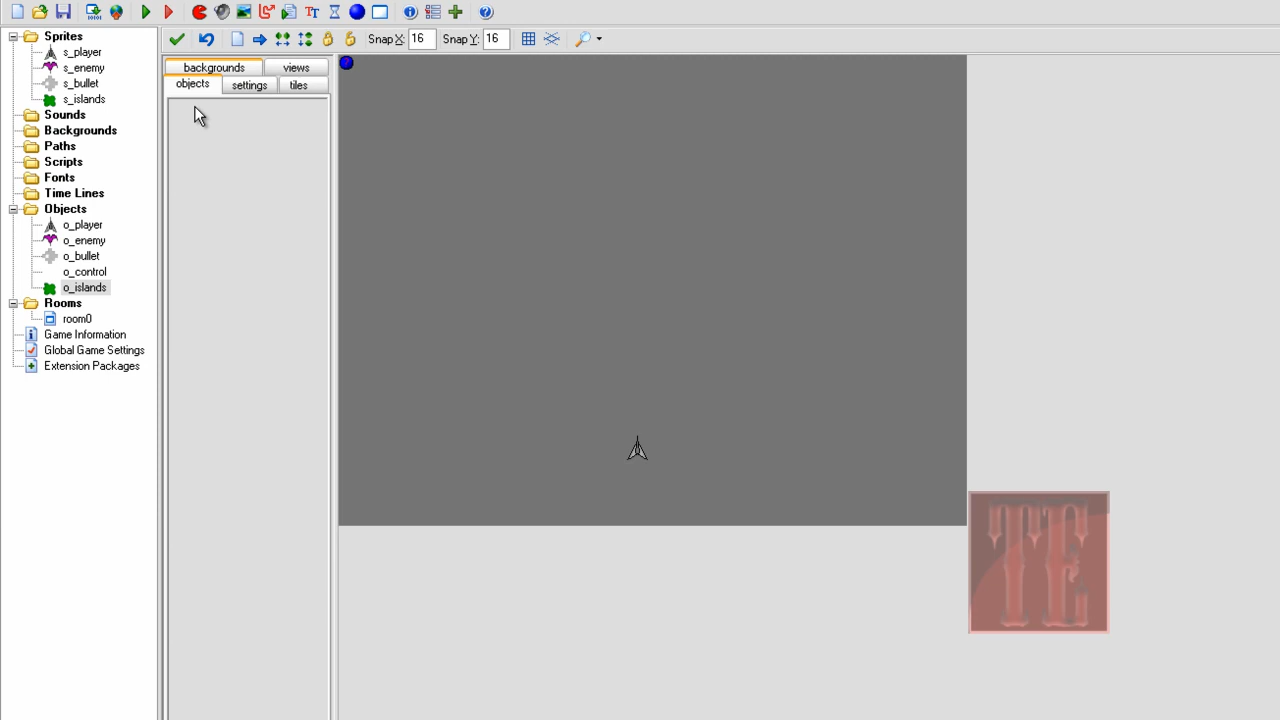 Snap X: 16 Snap Y: 16
Sprites
s_player
s_enemy
s_bullet
s_islands
Sounds
Backgrounds
Paths
Scripts
Fonts
Time Lines
Objects
o_player
o_enemy
o_bullet
o_control
o_islands
Rooms
room0
Game Information
Global Game Settings
Extension Packages
backgrounds views
objects settings tiles
TE